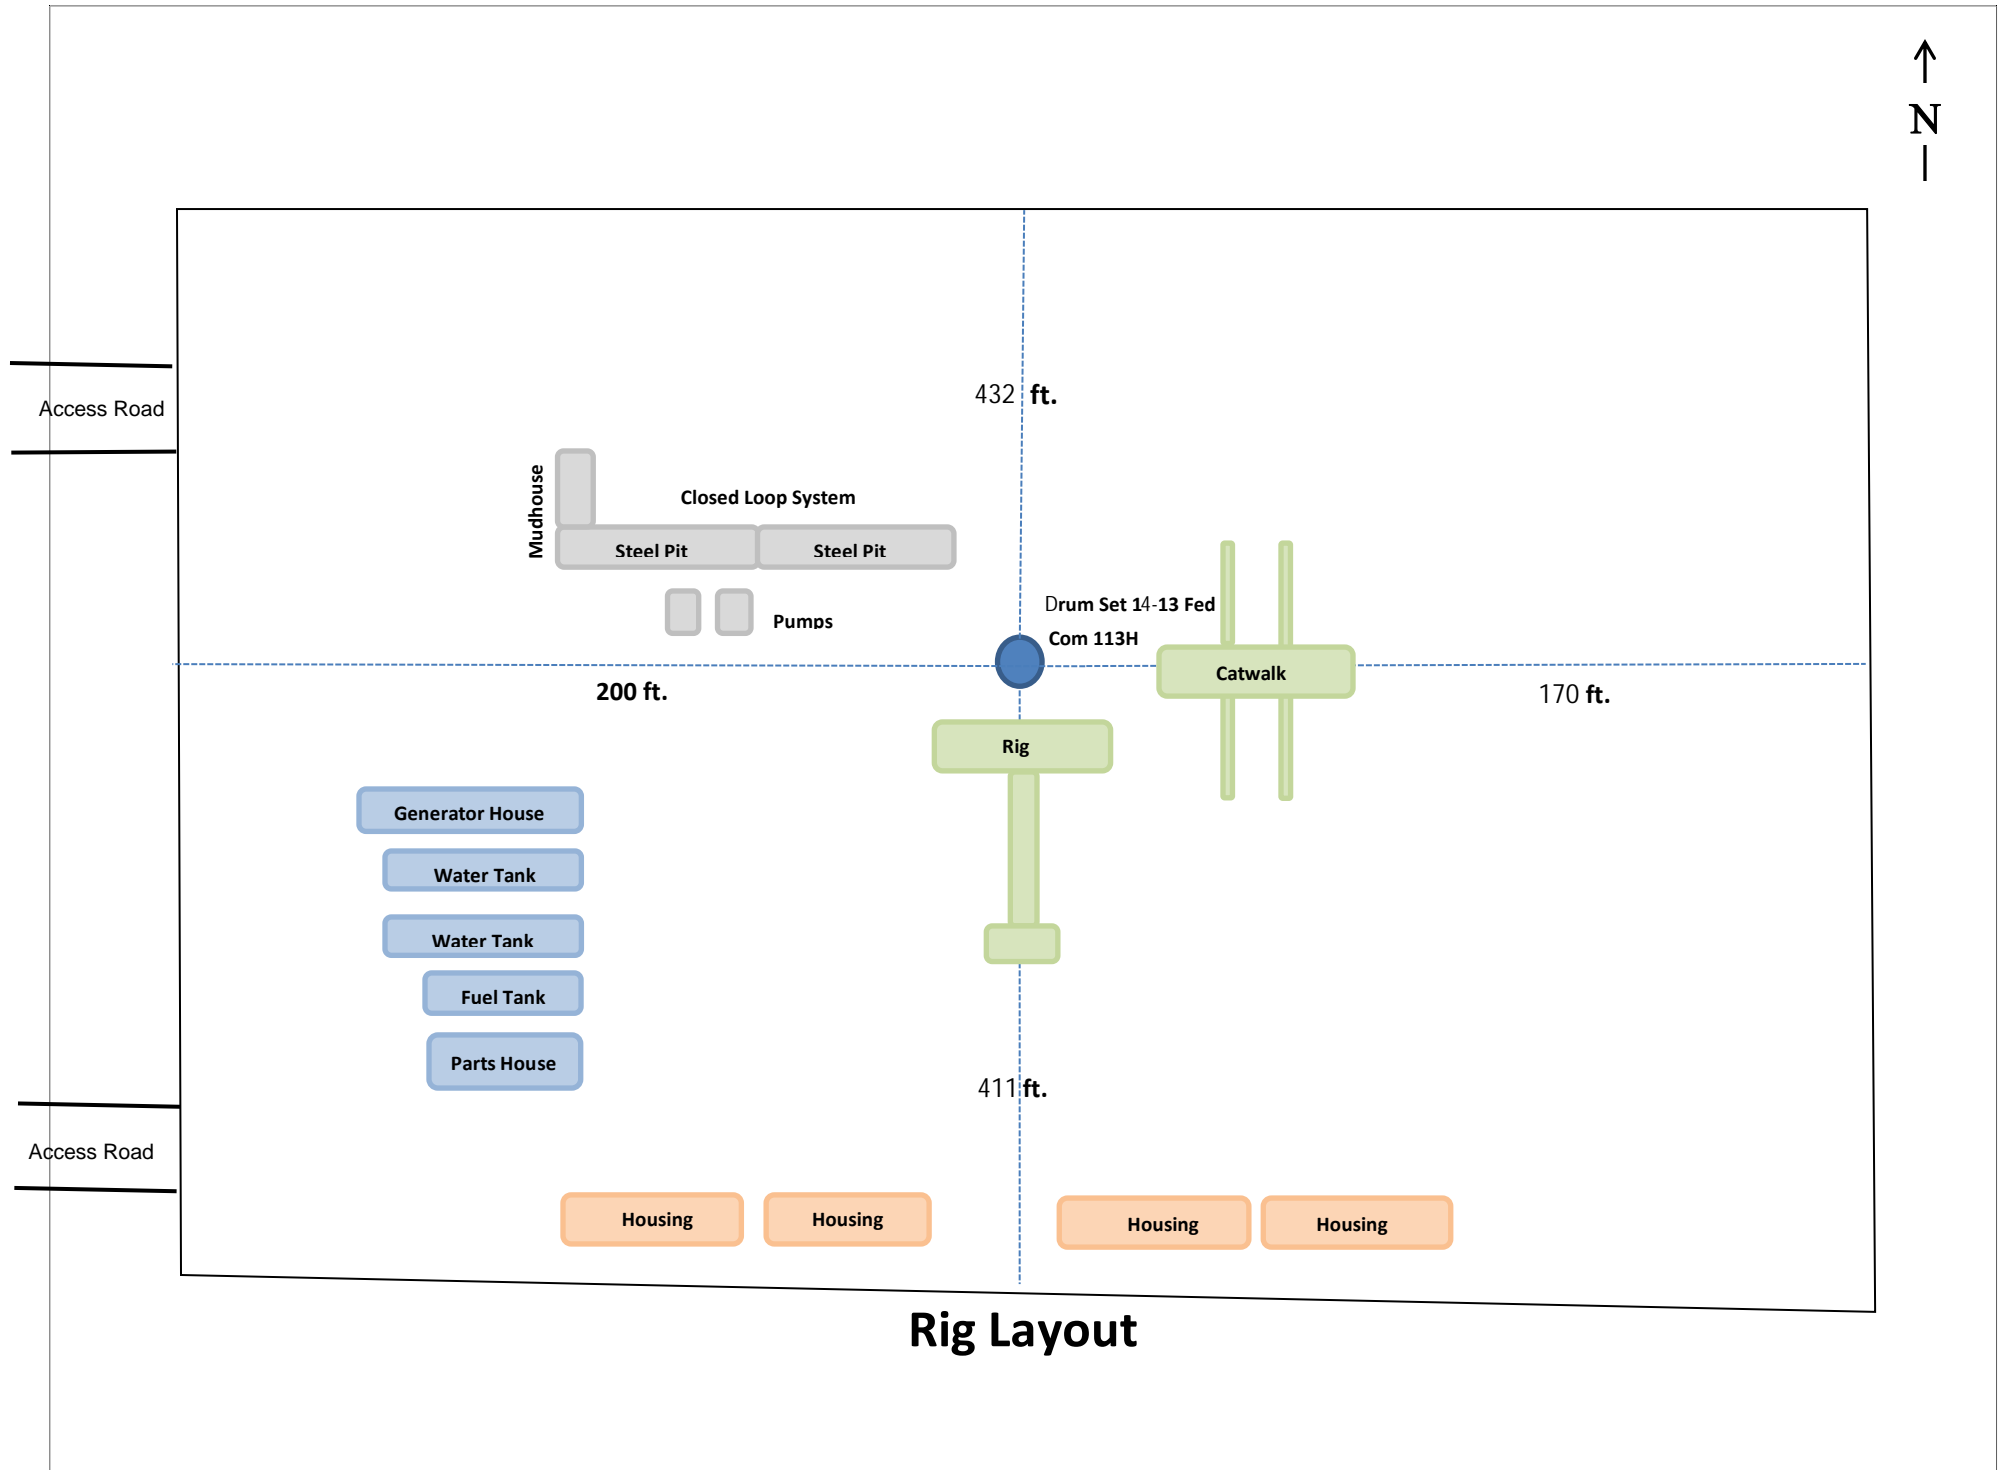 N
Access Road
432 ft.
Mudhouse
Closed Loop System
Steel Pit
Steel Pit
Drum Set 14-13 Fed
Com 113H
Pumps
Catwalk
200 ft.
170 ft.
Rig
Generator House
Water Tank
Water Tank
Fuel Tank
Parts House
411 ft.
Access Road
Housing
Housing
Housing
Housing
Rig Layout